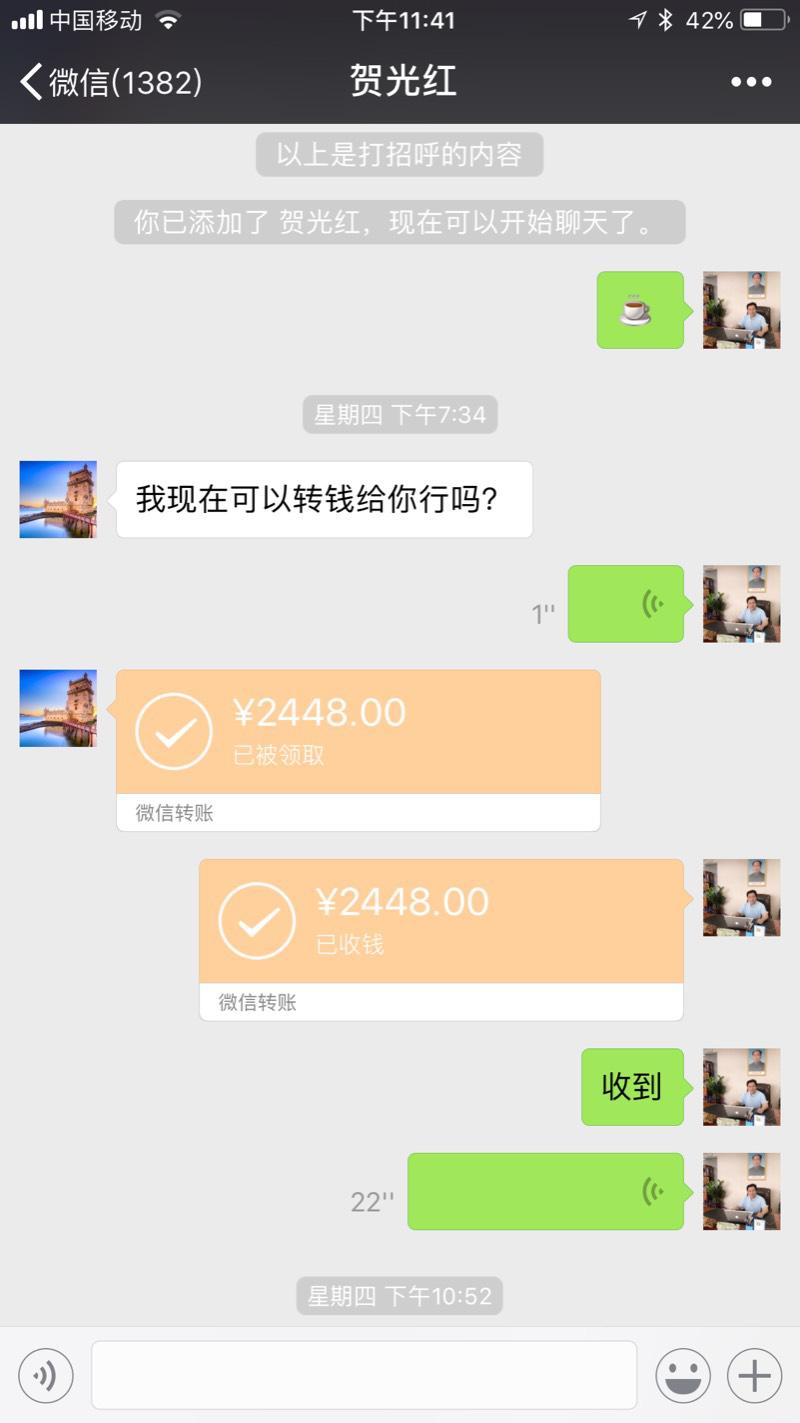 中国移动 下午11:41 42%
微信(1382) 贺光红
以上是打招呼的内容
你已添加了 贺光红，现在可以开始聊天了。
星期四 下午7:34
我现在可以转钱给你行吗?
1''
¥2448.00
已被领取
微信转账
¥2448.00
已收钱
微信转账
收到
22''
星期四 下午10:52